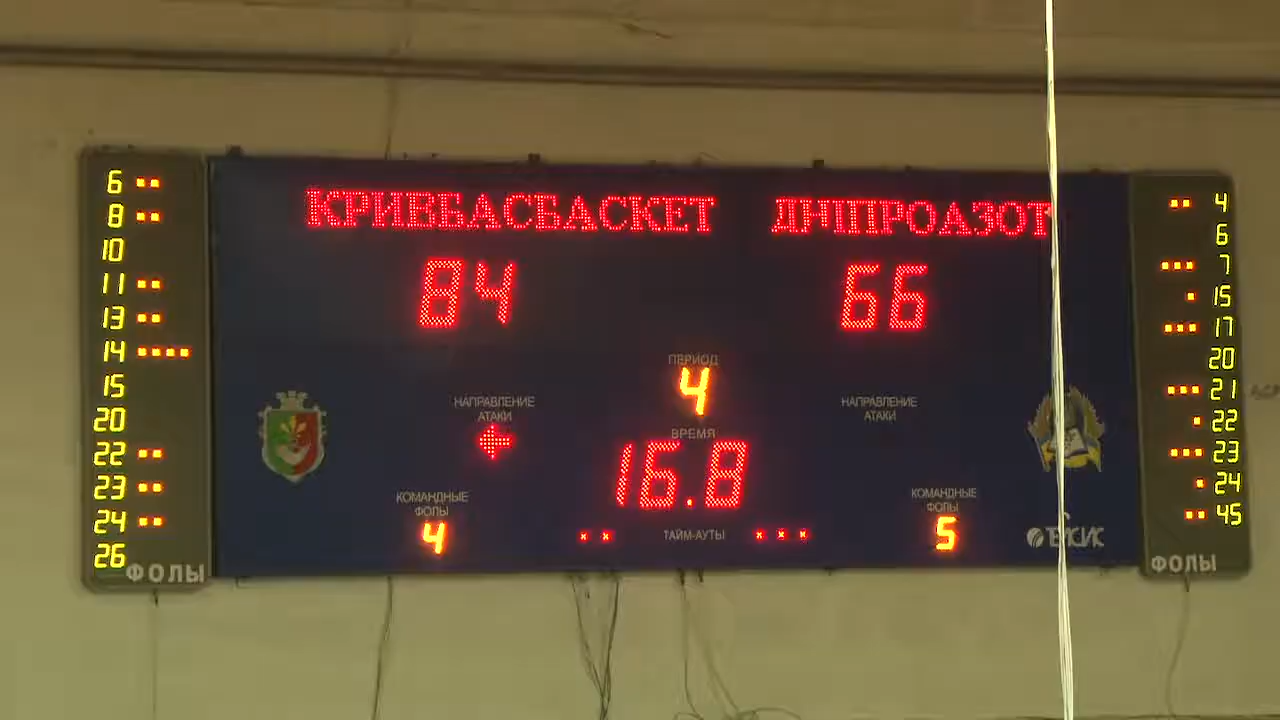 КРИВБАСБАСКЕТ ДНІПРОАЗОТ
84 66
ПЕРИОД
4
НАПРАВЛЕНИЕ АТАКИ
НАПРАВЛЕНИЕ АТАКИ
ВРЕМЯ
16.8
КОМАНДНЫЕ ФОЛЫ
4
ТАЙМ-АУТЫ
КОМАНДНЫЕ ФОЛЫ
5
6
8
10
11
13
14
15
20
22
23
24
26
ФОЛЫ
4
6
7
15
17
20
21
22
23
24
45
ФОЛЫ